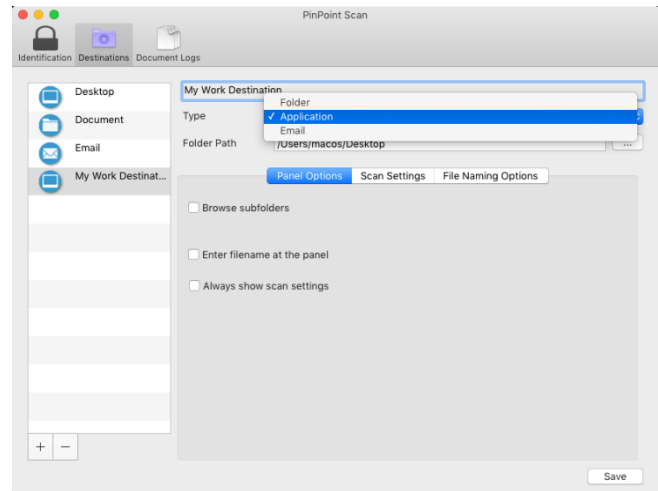 PinPoint Scan
Identification Destinations Document Logs
Desktop
Document
Email
My Work Destinat...
My Work Destination
Type
Folder
✓ Application
Email
Folder Path /Users/macos/Desktop ...
Panel Options Scan Settings File Naming Options
Browse subfolders
Enter filename at the panel
Always show scan settings
+ −
Save